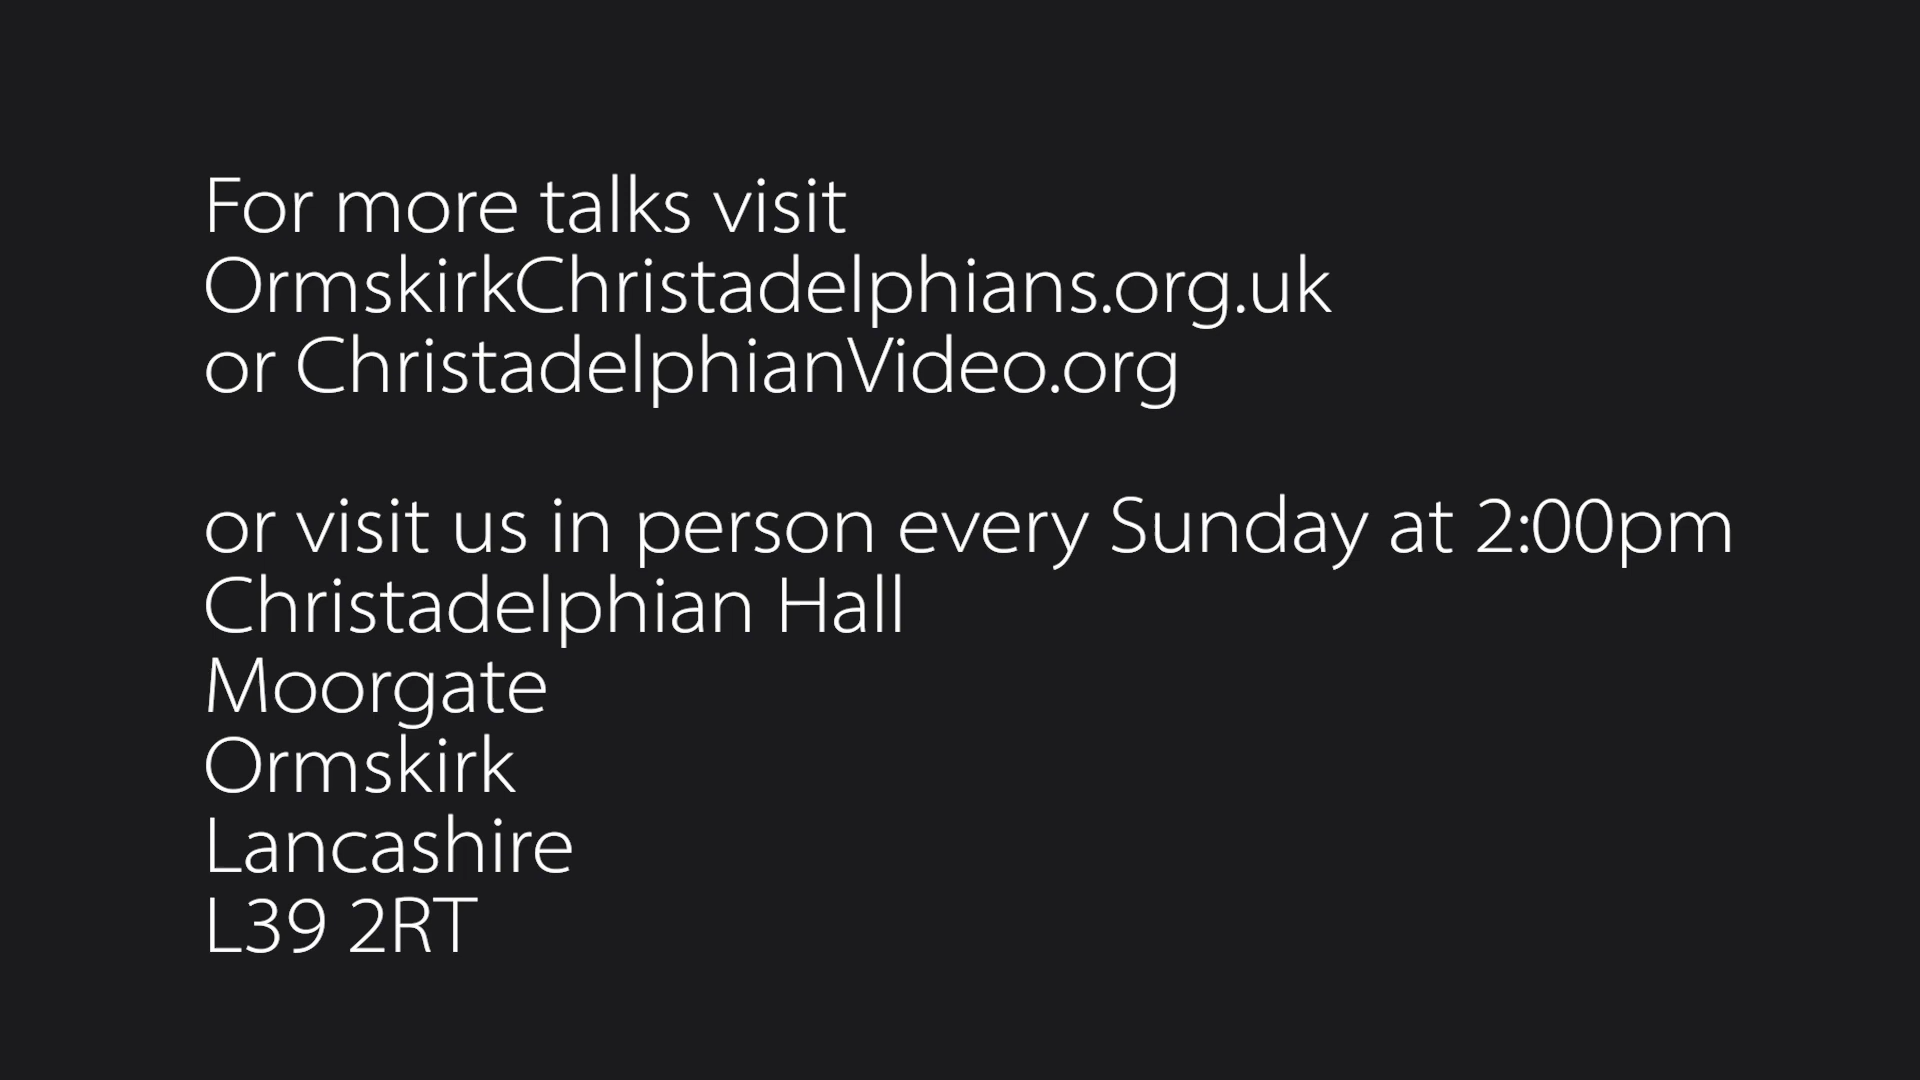 For more talks visit
OrmskirkChristadelphians.org.uk
or ChristadelphianVideo.org
or visit us in person every Sunday at 2:00pm
Christadelphian Hall
Moorgate
Ormskirk
Lancashire
L39 2RT